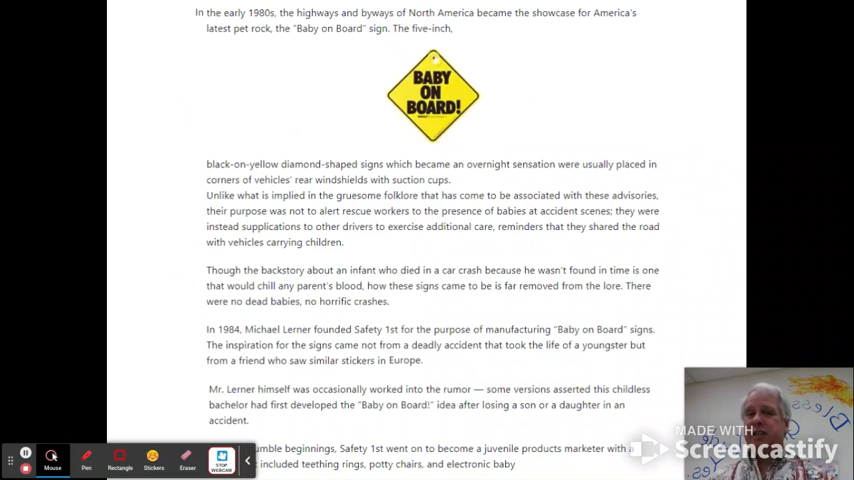 In the early 1980s, the highways and byways of North America became the showcase for America's
latest pet rock, the "Baby on Board" sign. The five-inch,
BABY
ON
BOARD!
black-on-yellow diamond-shaped signs which became an overnight sensation were usually placed in
corners of vehicles' rear windshields with suction cups.
Unlike what is implied in the gruesome folklore that has come to be associated with these advisories,
their purpose was not to alert rescue workers to the presence of babies at accident scenes; they were
instead supplications to other drivers to exercise additional care, reminders that they shared the road
with vehicles carrying children.
Though the backstory about an infant who died in a car crash because he wasn't found in time is one
that would chill any parent's blood, how these signs came to be is far removed from the lore. There
were no dead babies, no horrific crashes.
In 1984, Michael Lerner founded Safety 1st for the purpose of manufacturing "Baby on Board" signs.
The inspiration for the signs came not from a deadly accident that took the life of a youngster but
from a friend who saw similar stickers in Europe.
Mr. Lerner himself was occasionally worked into the rumor — some versions asserted this childless
bachelor had first developed the "Baby on Board!" idea after losing a son or a daughter in an
accident.
umble beginnings, Safety 1st went on to become a juvenile products marketer with a
included teething rings, potty chairs, and electronic baby
Bless
Yes
MADE WITH
Screencastify
Mouse
Pen
Rectangle
Stickers
Eraser
STOP
WEBCAM